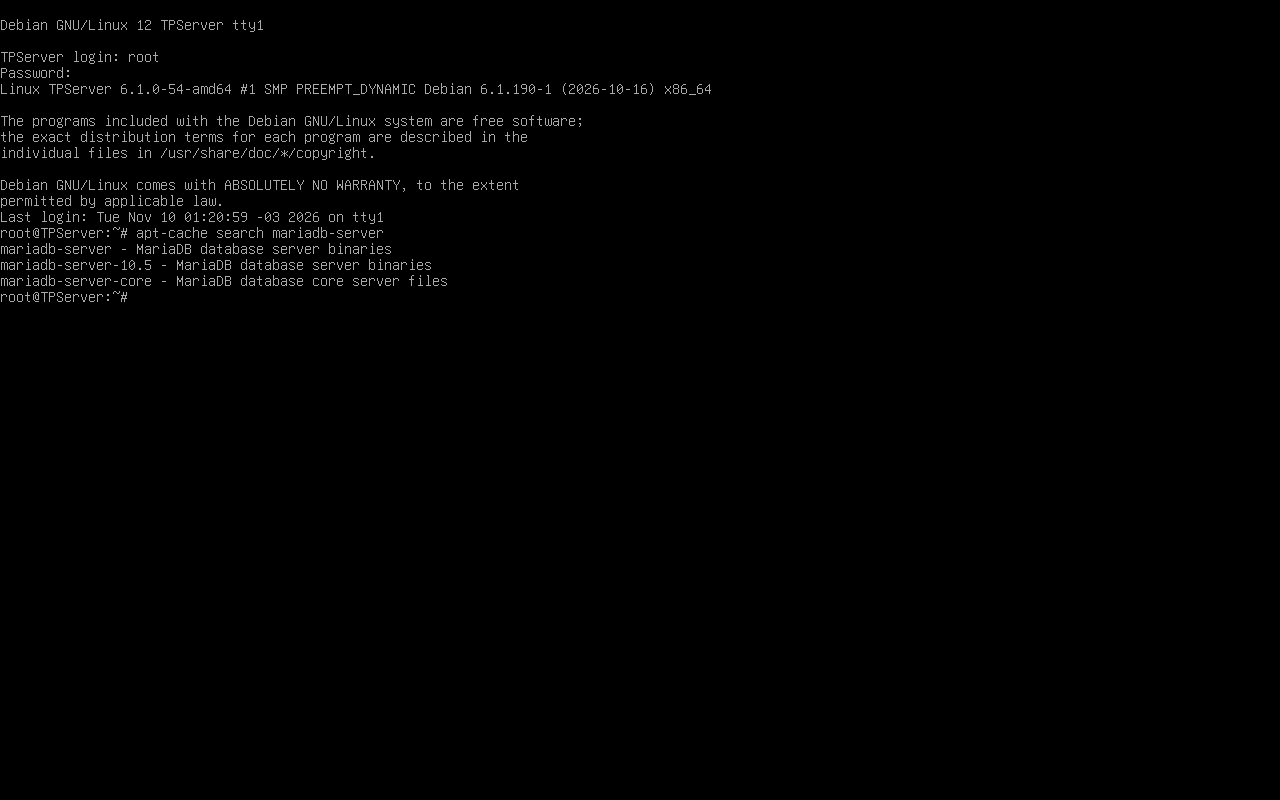 Debian GNU/Linux 12 TPServer tty1
TPServer login: root
Password:
Linux TPServer 6.1.0-54-amd64 #1 SMP PREEMPT_DYNAMIC Debian 6.1.190-1 (2026-10-16) x86_64
The programs included with the Debian GNU/Linux system are free software;
the exact distribution terms for each program are described in the
individual files in /usr/share/doc/*/copyright.
Debian GNU/Linux comes with ABSOLUTELY NO WARRANTY, to the extent
permitted by applicable law.
Last login: Tue Nov 10 01:20:59 -03 2026 on tty1
root@TPServer:~# apt-cache search mariadb-server
mariadb-server - MariaDB database server binaries
mariadb-server-10.5 - MariaDB database server binaries
mariadb-server-core - MariaDB database core server files
root@TPServer:~#